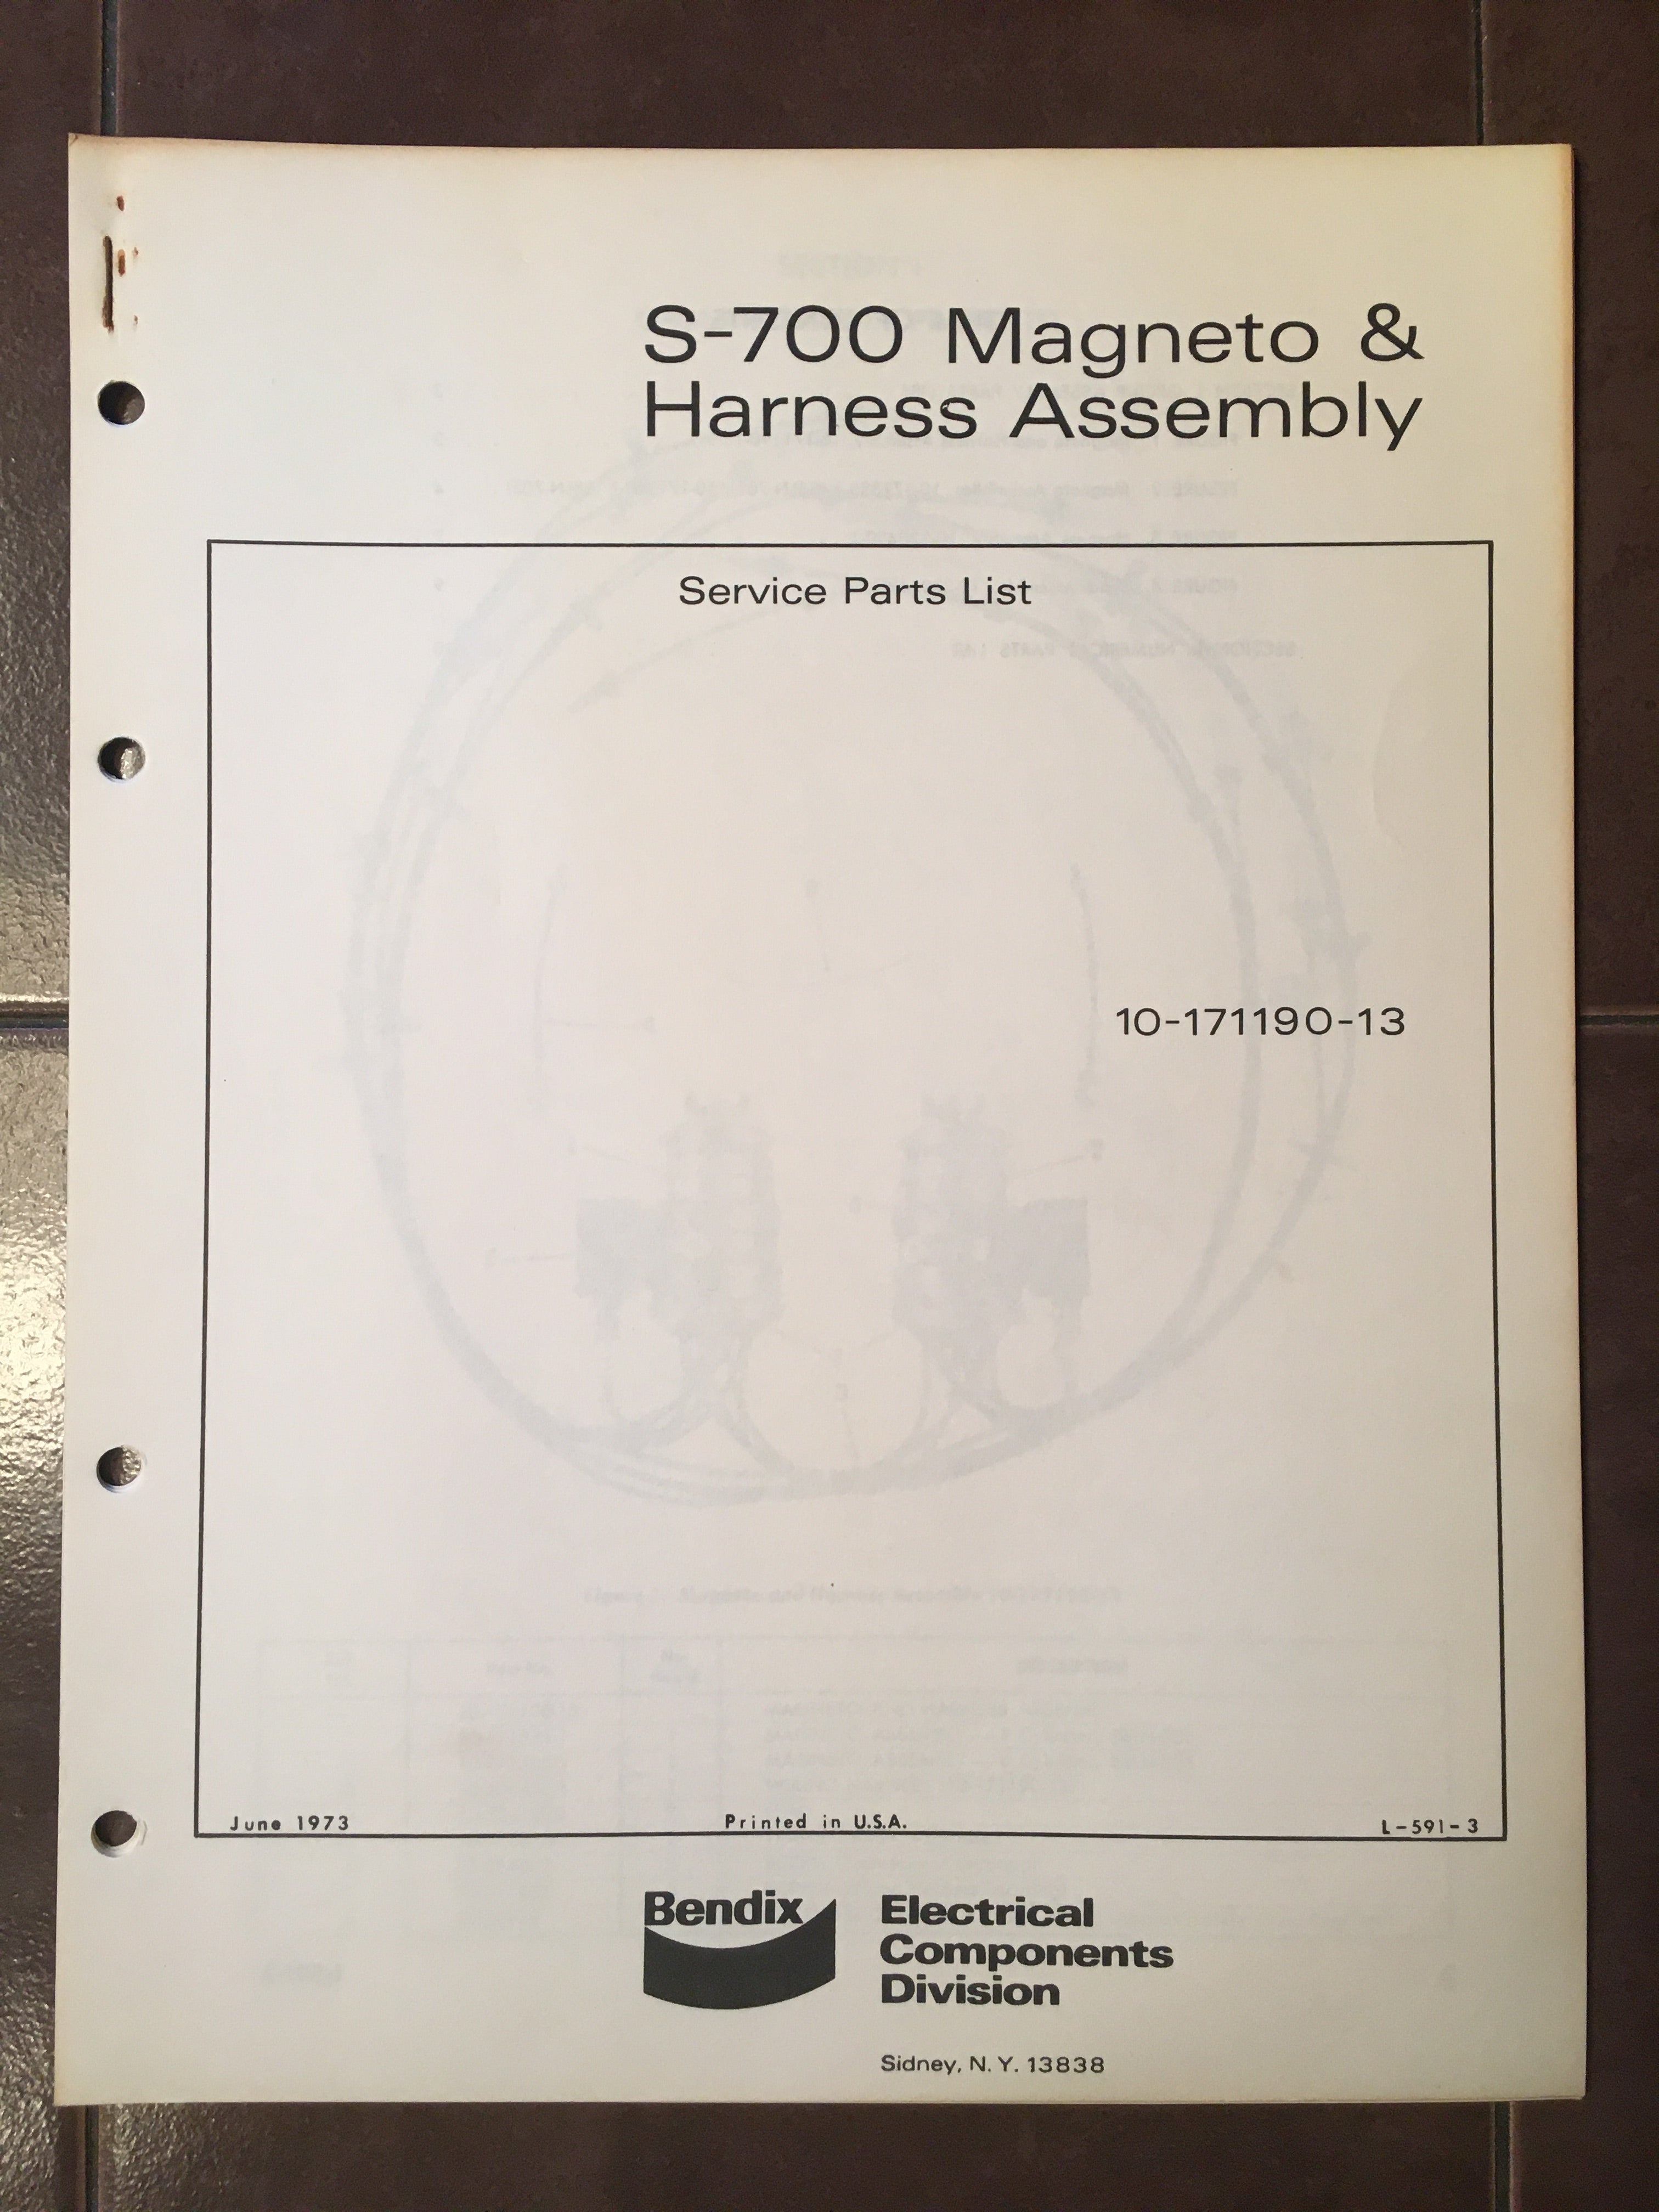 S-700 Magneto &
Harness Assembly
Service Parts List
10-171190-13
June 1973
Printed in U.S.A.
L-591-3
Bendix
Electrical
Components
Division
Sidney, N. Y. 13838